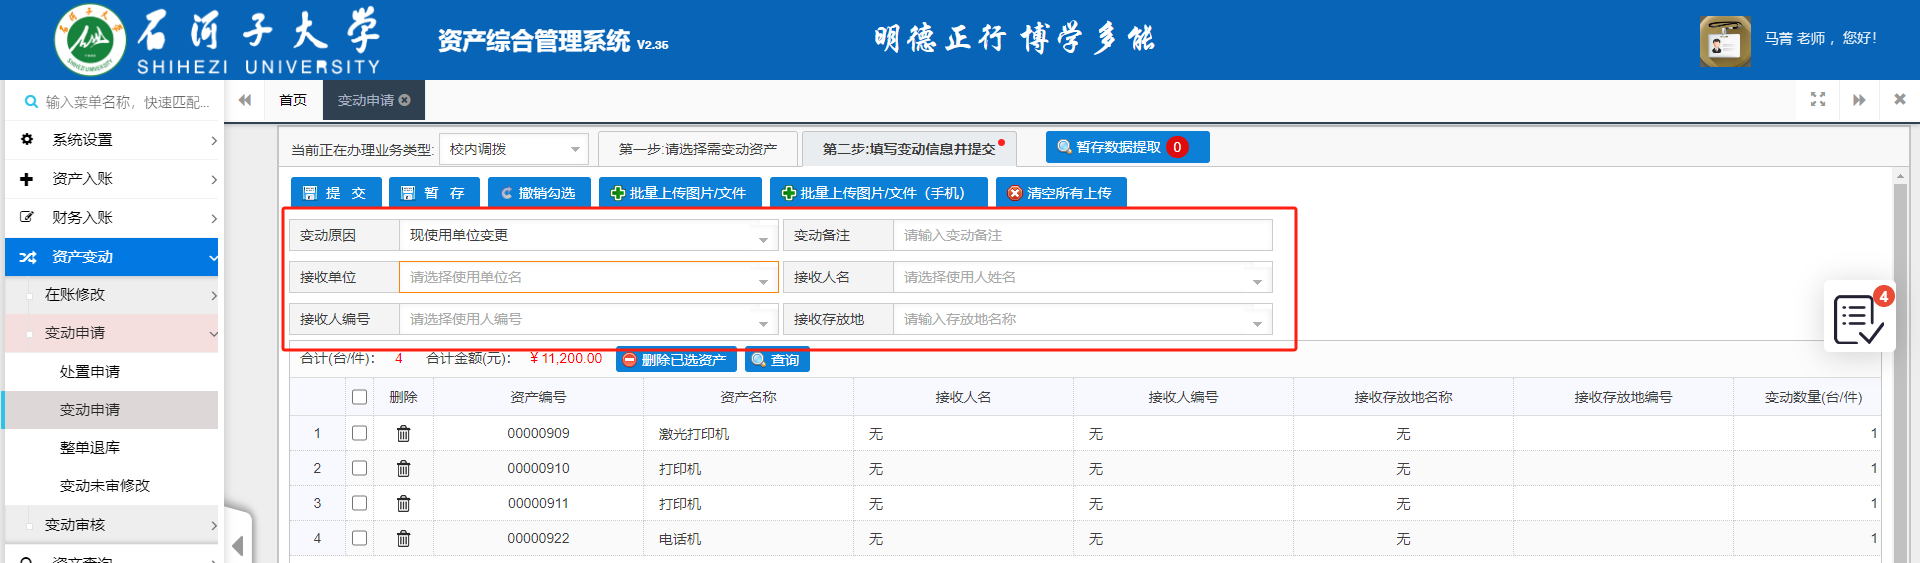 石河子大学
SHIHEZI UNIVERSITY
资产综合管理系统 V2.35
明德正行 博学多能
马菁 老师 ，您好!
输入菜单名称，快速匹配...
首页
变动申请
系统设置
资产入账
财务入账
资产变动
在账修改
变动申请
处置申请
变动申请
整单退库
变动未审修改
变动审核
资产查询
当前正在办理业务类型: 校内调拨 第一步:请选择需变动资产 第二步:填写变动信息并提交 暂存数据提取 0
提 交 暂 存 撤销勾选 批量上传图片/文件 批量上传图片/文件（手机） 清空所有上传
变动原因 现使用单位变更 变动备注 请输入变动备注
接收单位 请选择使用单位名 接收人名 请选择使用人姓名
接收人编号 请选择使用人编号 接收存放地 请输入存放地名称
4
合计(台/件): 4 合计金额(元): ¥11,200.00 删除已选资产 查询
删除 资产编号 资产名称 接收人名 接收人编号 接收存放地名称 接收存放地编号 变动数量(台/件)
1 00000909 激光打印机 无 无 无 1
2 00000910 打印机 无 无 无 1
3 00000911 打印机 无 无 无 1
4 00000922 电话机 无 无 无 1